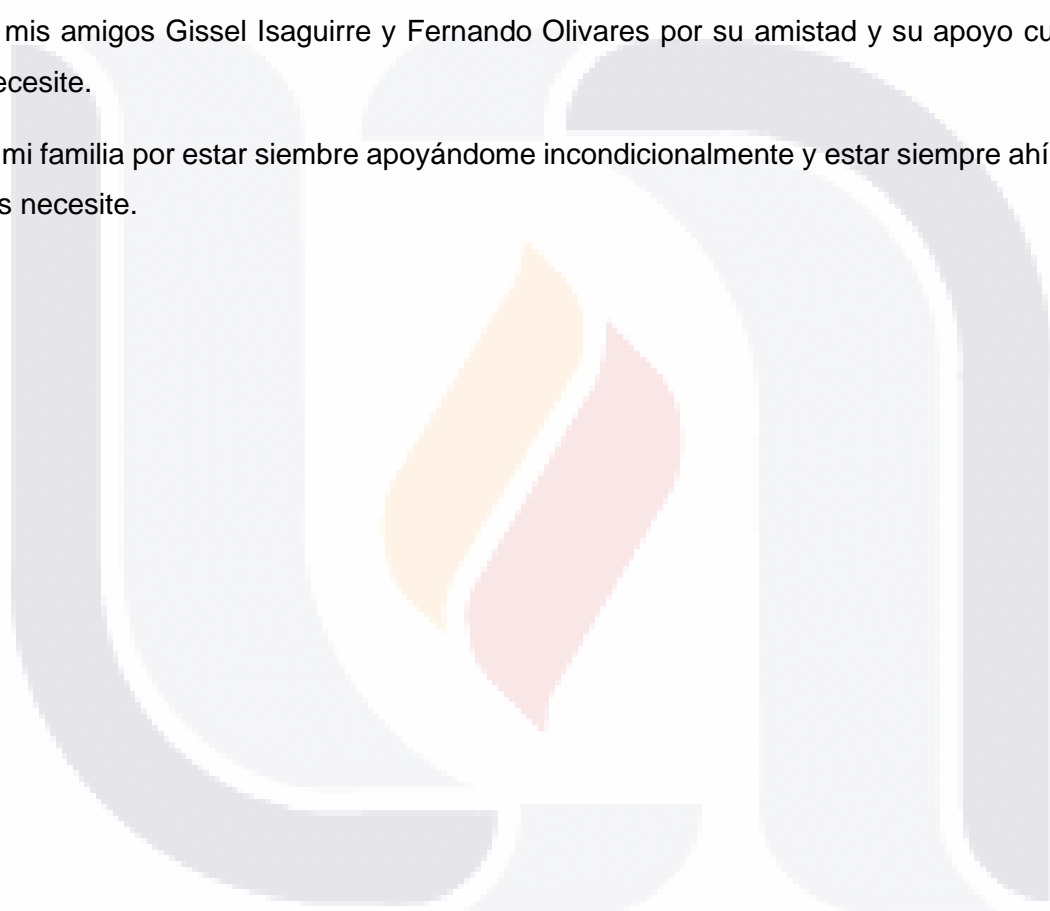 mis amigos Gissel Isaguirre y Fernando Olivares por su amistad y su apoyo cu
ecesite.
mi familia por estar siembre apoyándome incondicionalmente y estar siempre ahí
s necesite.